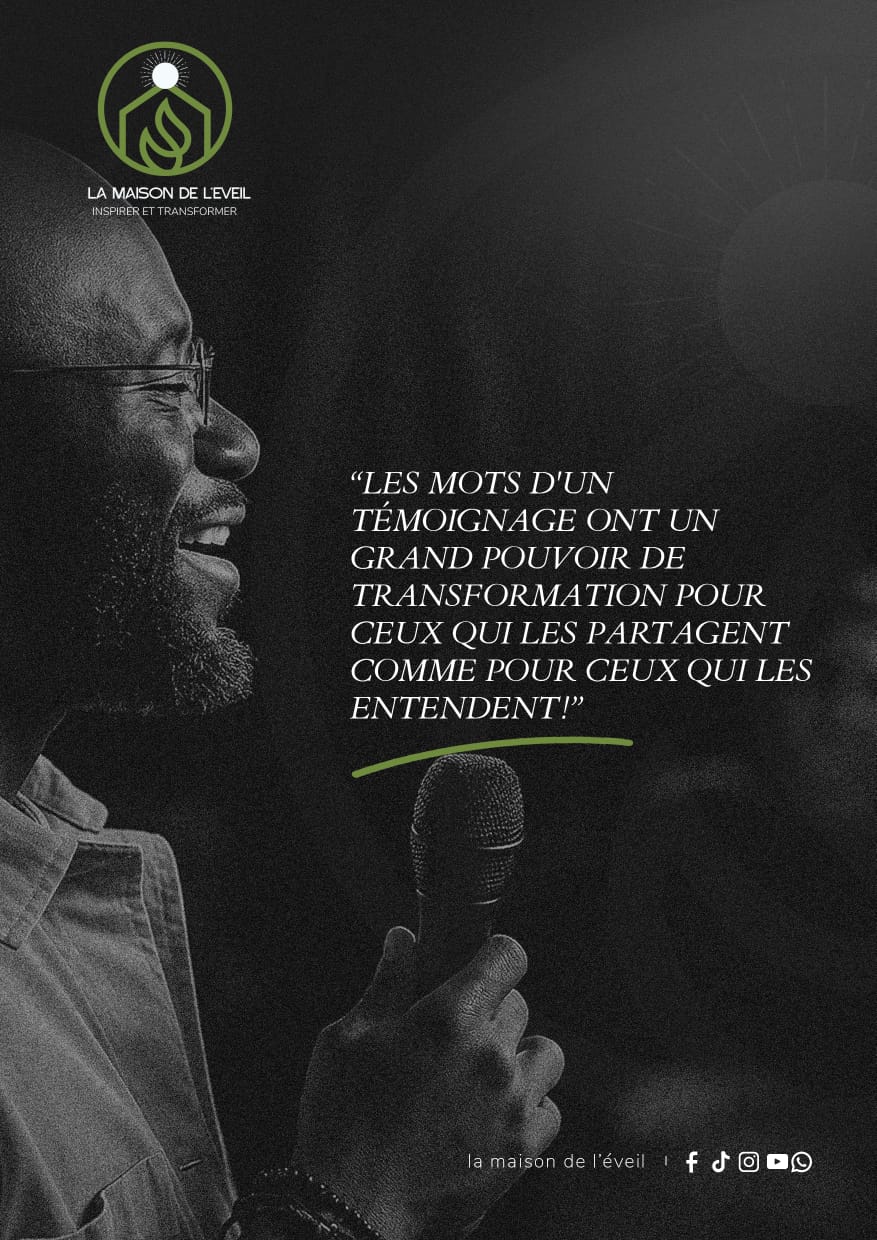 LA MAISON DE L'EVEIL
INSPIRER ET TRANSFORMER
“LES MOTS D'UN
TÉMOIGNAGE ONT UN
GRAND POUVOIR DE
TRANSFORMATION POUR
CEUX QUI LES PARTAGENT
COMME POUR CEUX QUI LES
ENTENDENT!”
la maison de l’éveil